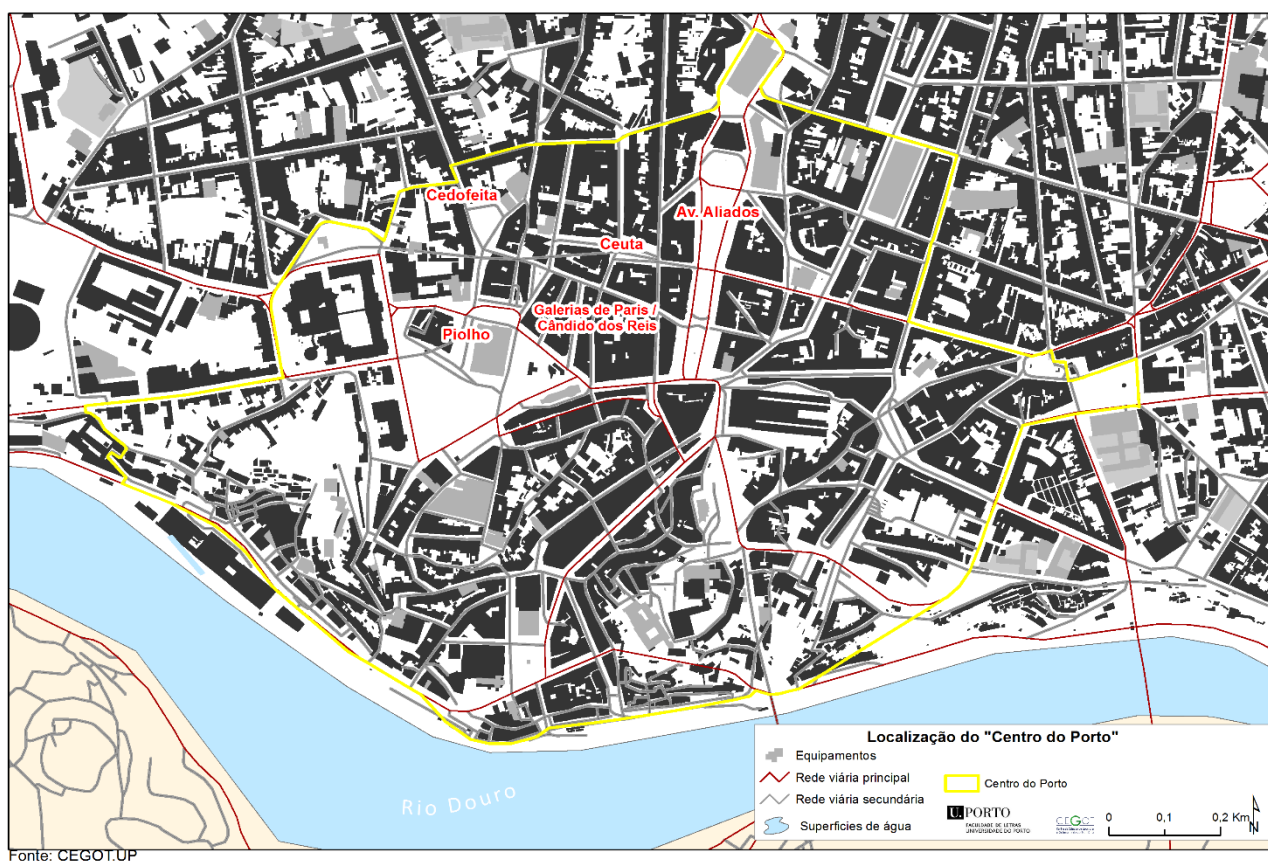 Cedofeita
Av. Aliados
Ceuta
Galerias de Paris /
Cândido dos Reis
Piolho
Rio Douro
Localização do "Centro do Porto"
Equipamentos
Rede viária principal
Rede viária secundária
Superfícies de água
Centro do Porto
U. PORTO
FACULDADE DE LETRAS
UNIVERSIDADE DO PORTO
CEGOT
0 0,1 0,2 Km
N
Fonte: CEGOT.UP